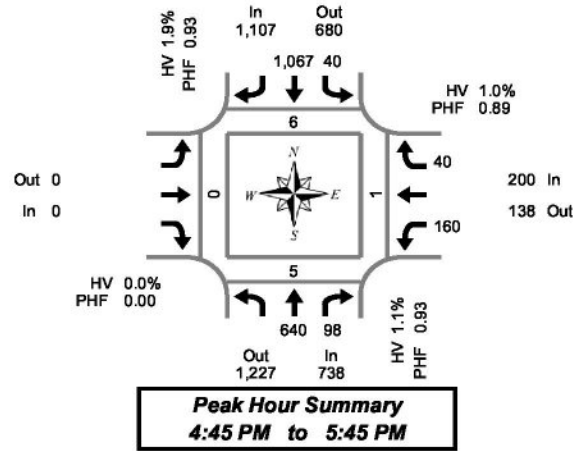 HV 1.9%
PHF 0.93
In Out
1,107 680
1,067 40
HV 1.0%
PHF 0.89
6
40
Out 0
In 0
0
N
W E
S
1
200 In
138 Out
160
HV 0.0%
PHF 0.00
5
640 98
HV 1.1%
PHF 0.93
Out In
1,227 738
Peak Hour Summary
4:45 PM to 5:45 PM